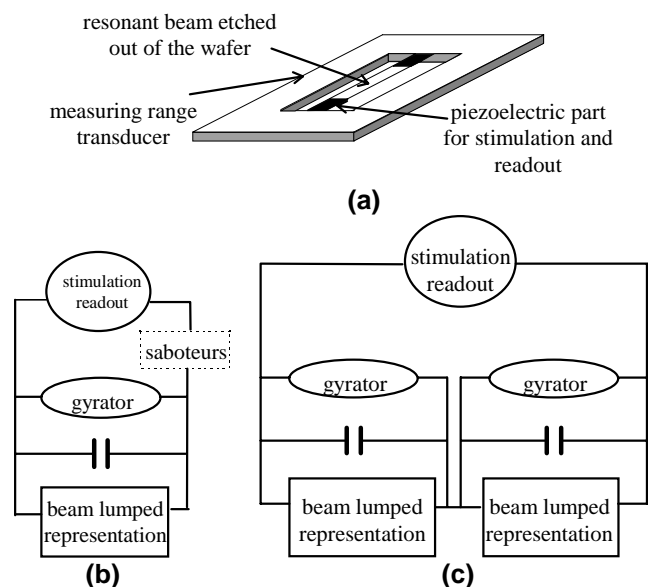 resonant beam etched
out of the wafer
measuring range
transducer
piezoelectric part
for stimulation and
readout
(a)
stimulation
readout
saboteurs
gyrator
beam lumped
representation
(b)
stimulation
readout
gyrator
gyrator
beam lumped
representation
beam lumped
representation
(c)